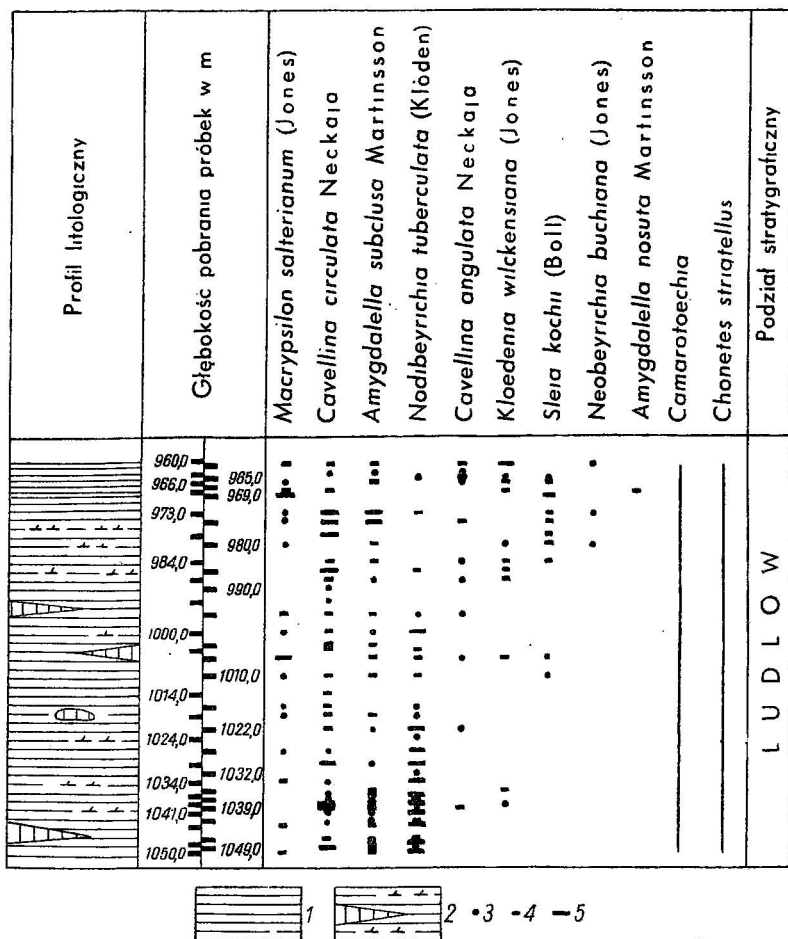 Profil litologiczny
Głębokość pobrania próbek w m
Macrypsilon salterianum (Jones)
Cavellina circulata Neckaja
Amygdalella subclusa Martinsson
Nodibeyrichia tuberculata (Klöden)
Cavellina angulata Neckaja
Kloedenia wilckensiana (Jones)
Sleia kochii (Boll)
Neobeyrichia buchiana (Jones)
Amygdalella nosuta Martinsson
Camarotoechia
Chonetes striatellus
Podział stratygraficzny
960,0
965,0
966,0
969,0
973,0
980,0
984,0
990,0
1000,0
1010,0
1014,0
1022,0
1024,0
1032,0
1034,0
1039,0
1041,0
1049,0
1050,0
LUDLOW
1 2 3 4 5